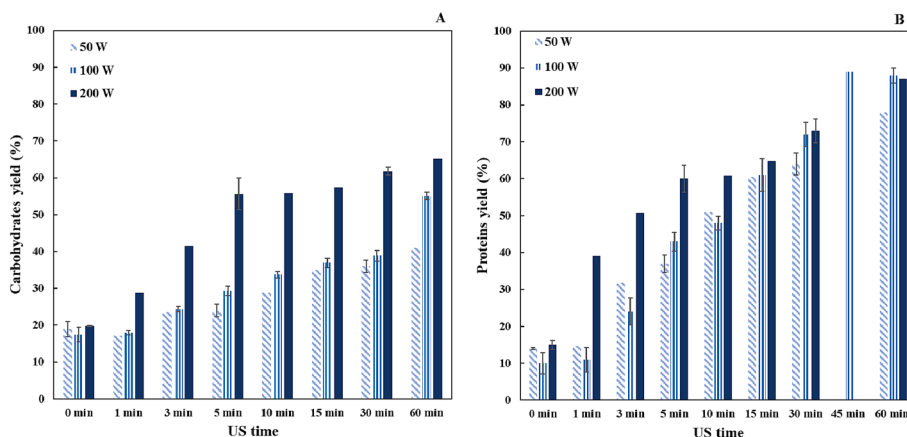 A
100
90
80
70
60
50
40
30
20
10
0
Carbohydrates yield (%)
50 W
100 W
200 W
0 min 1 min 3 min 5 min 10 min 15 min 30 min 60 min
US time
B
100
90
80
70
60
50
40
30
20
10
0
Proteins yield (%)
50 W
100 W
200 W
0 min 1 min 3 min 5 min 10 min 15 min 30 min 45 min 60 min
US time